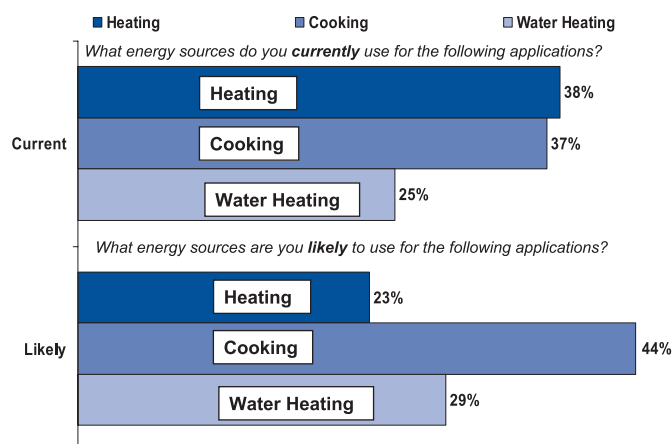 Heating Cooking Water Heating
What energy sources do you currently use for the following applications?
Heating 38%
Current Cooking 37%
Water Heating 25%
What energy sources are you likely to use for the following applications?
Heating 23%
Likely Cooking 44%
Water Heating 29%